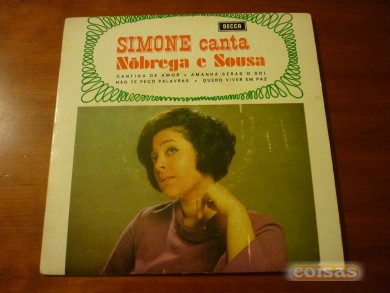 DECCA
SIMONE canta
Nóbrega e Sousa
CANTIGA DE AMOR • AMANHÃ SERÁS O SOL
NÃO TE PEÇO PALAVRAS • QUERO VIVER EM PAZ
coisas